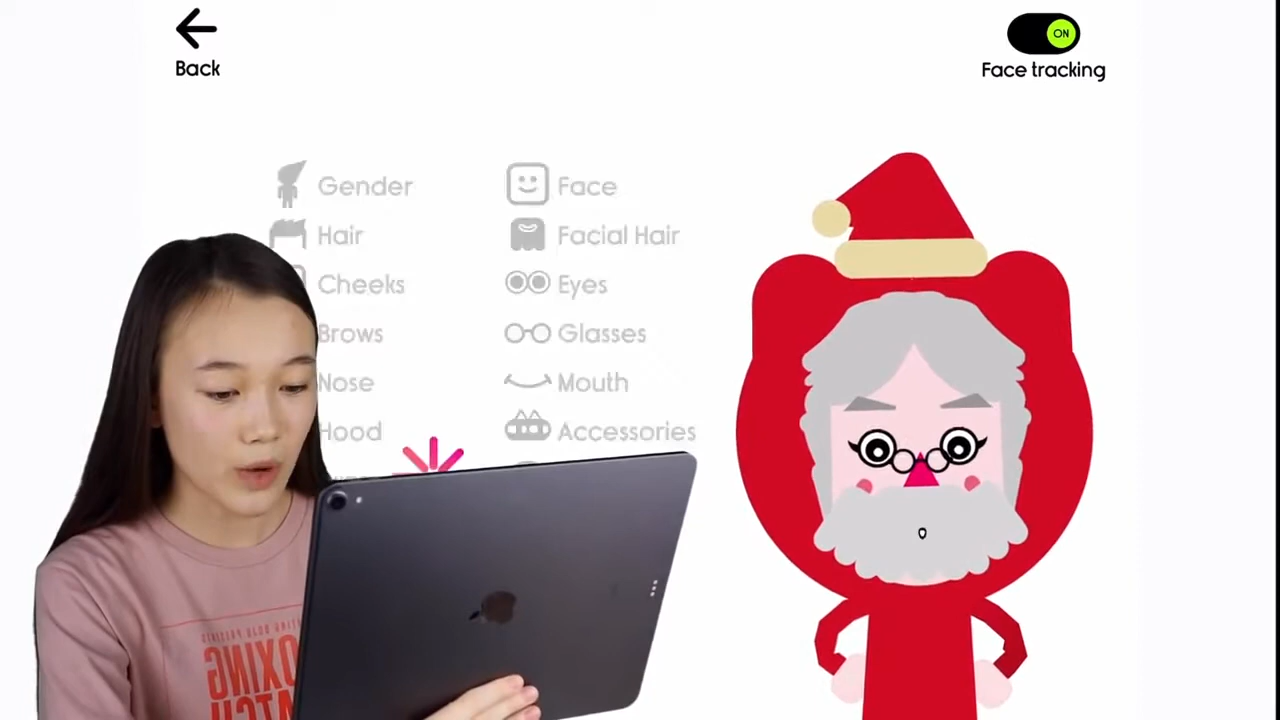 Back
ON
Face tracking
Gender
Face
Hair
Facial Hair
Cheeks
Eyes
Brows
Glasses
Nose
Mouth
Hood
Accessories